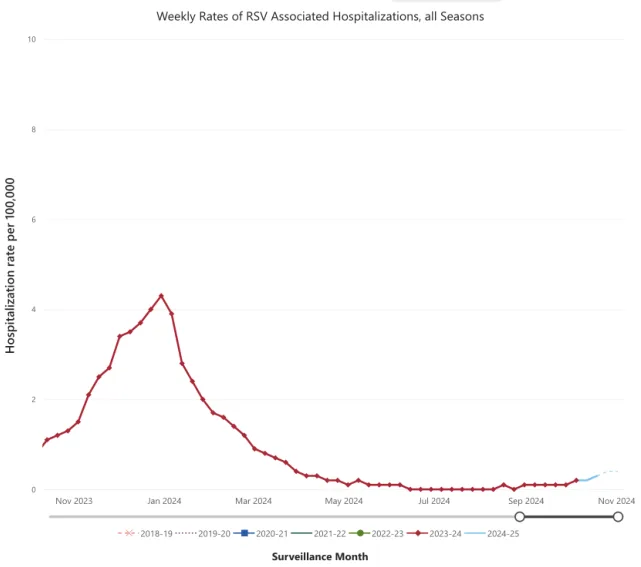 Weekly Rates of RSV Associated Hospitalizations, all Seasons
Hospitalization rate per 100,000
10
8
6
4
2
0
Nov 2023 Jan 2024 Mar 2024 May 2024 Jul 2024 Sep 2024 Nov 2024
2018-19 2019-20 2020-21 2021-22 2022-23 2023-24 2024-25
Surveillance Month